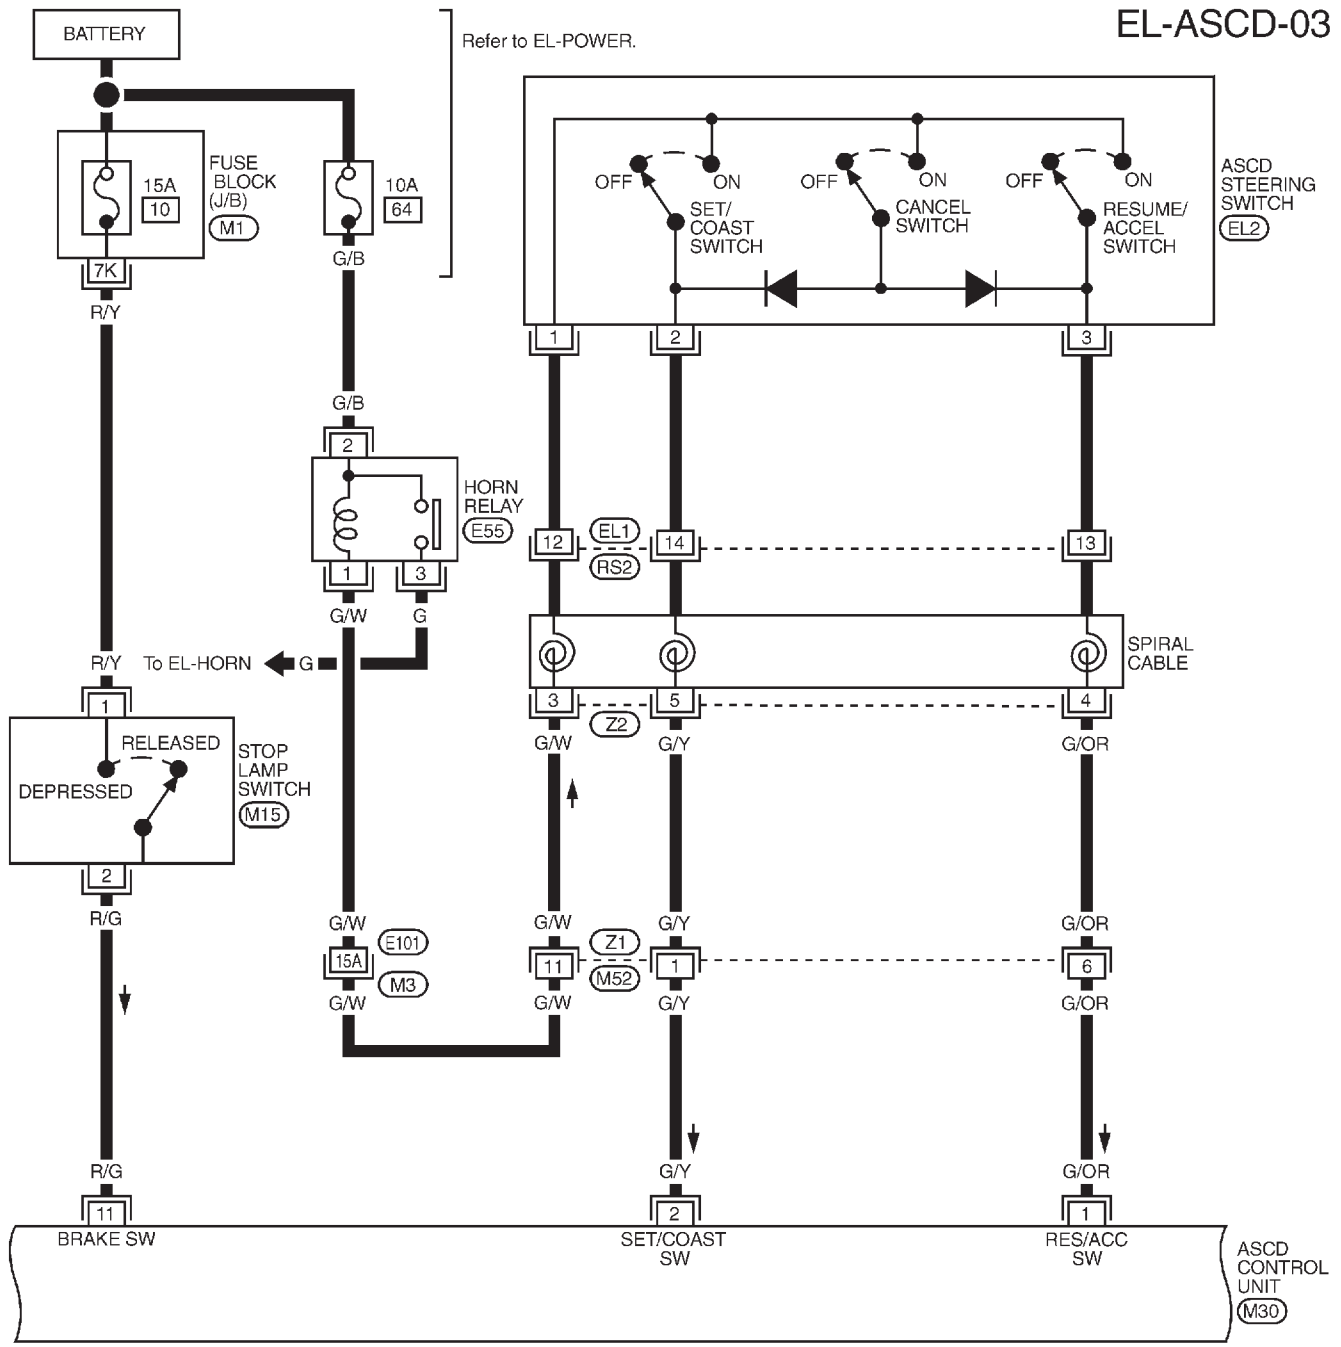 EL-ASCD-03
BATTERY
Refer to EL-POWER.
FUSE
BLOCK
(J/B)
M1
15A
10
10A
64
7K
R/Y
G/B
G/B
2
HORN
RELAY
E55
1
3
G/W
G
R/Y
To EL-HORN
G
1
RELEASED
DEPRESSED
STOP
LAMP
SWITCH
M15
2
R/G
G/W
E101
15A
M3
G/W
R/G
11
BRAKE SW
OFF
ON
SET/
COAST
SWITCH
OFF
ON
CANCEL
SWITCH
OFF
ON
RESUME/
ACCEL
SWITCH
ASCD
STEERING
SWITCH
EL2
1
2
3
12
EL1
RS2
14
13
SPIRAL
CABLE
3
Z2
5
4
G/W
G/Y
G/OR
G/W
G/Y
G/OR
11
Z1
M52
1
6
G/W
G/Y
G/OR
G/Y
G/OR
2
1
SET/COAST
SW
RES/ACC
SW
ASCD
CONTROL
UNIT
M30